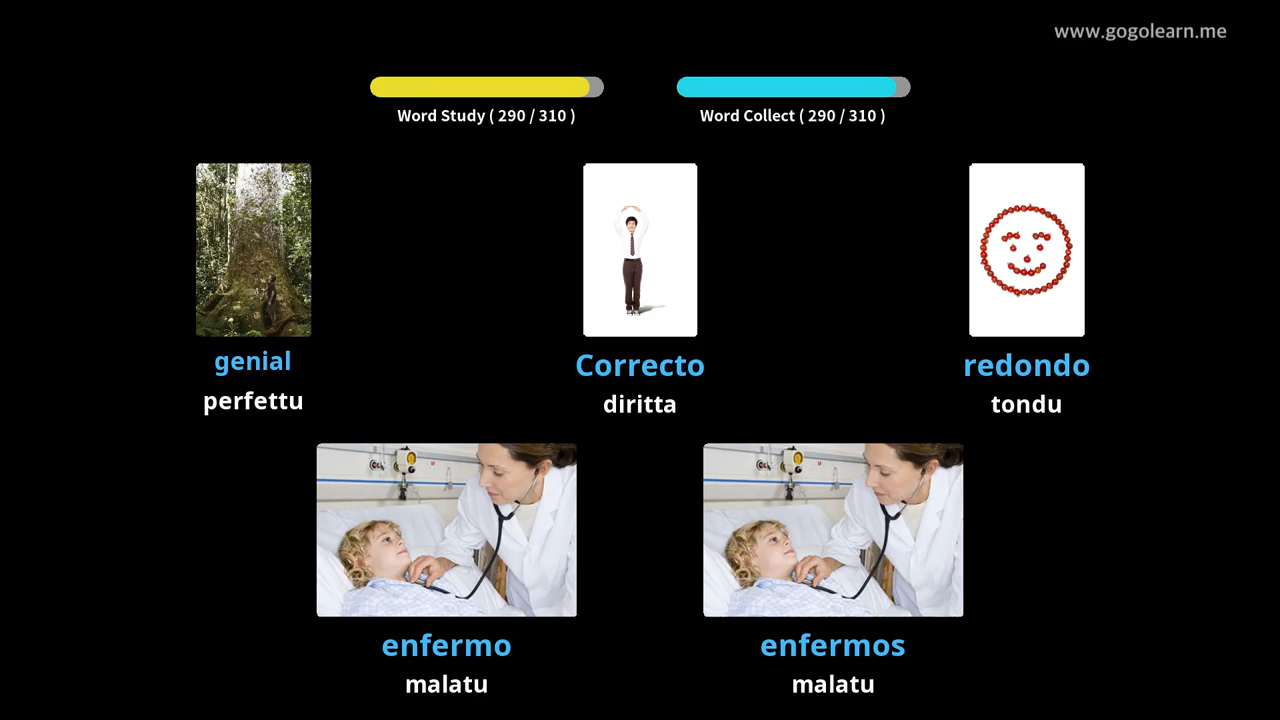 www.gogolearn.me
Word Study ( 290 / 310 )
Word Collect ( 290 / 310 )
genial
perfettu
Correcto
diritta
redondo
tondu
enfermo
malatu
enfermos
malatu